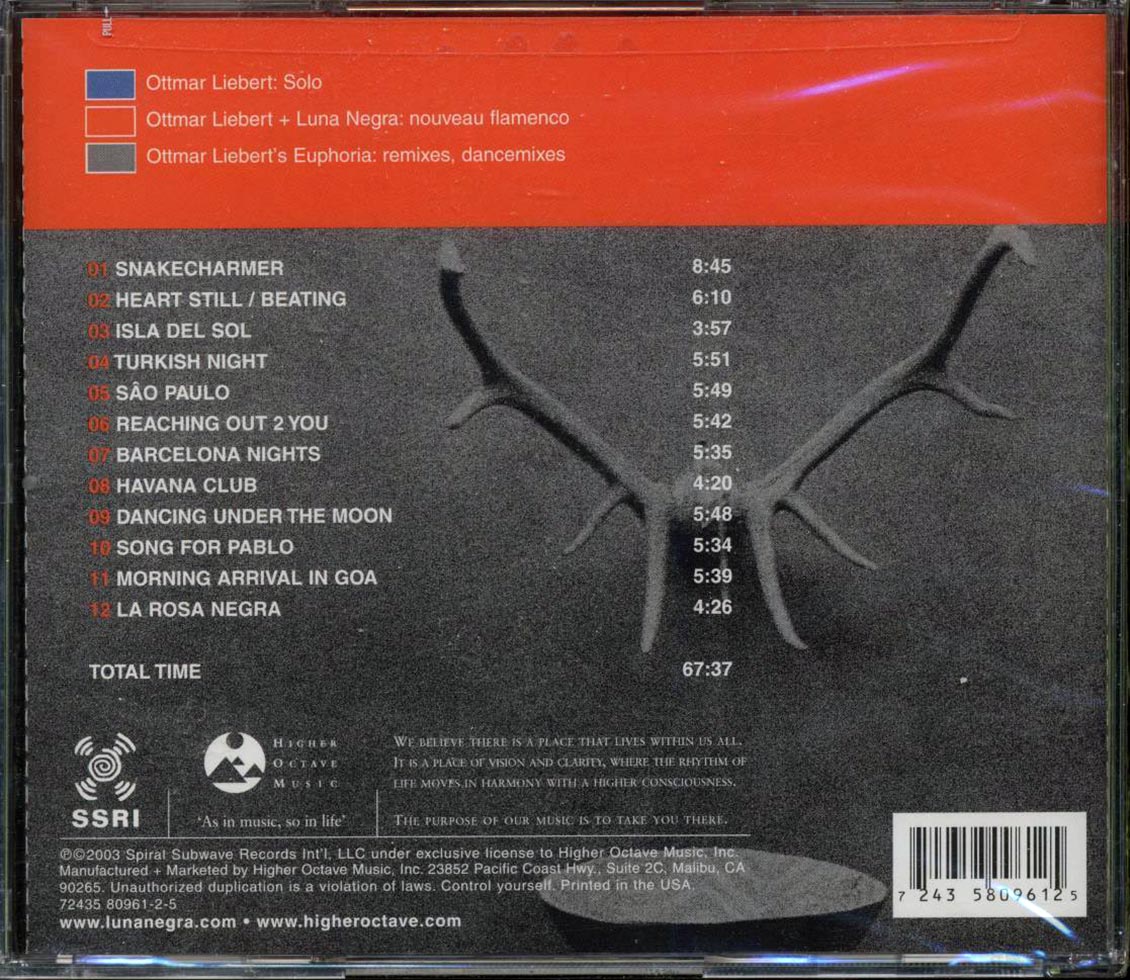 PULL→
Ottmar Liebert: Solo
Ottmar Liebert + Luna Negra: nouveau flamenco
Ottmar Liebert's Euphoria: remixes, dancemixes
01 SNAKECHARMER 8:45
02 HEART STILL / BEATING 6:10
03 ISLA DEL SOL 3:57
04 TURKISH NIGHT 5:51
05 SÂO PAULO 5:49
06 REACHING OUT 2 YOU 5:42
07 BARCELONA NIGHTS 5:35
08 HAVANA CLUB 4:20
09 DANCING UNDER THE MOON 5:48
10 SONG FOR PABLO 5:34
11 MORNING ARRIVAL IN GOA 5:39
12 LA ROSA NEGRA 4:26
TOTAL TIME 67:37
SSRI
HIGHER
OCTAVE
MUSIC
'As in music, so in life'
WE BELIEVE THERE IS A PLACE THAT LIVES WITHIN US ALL.
IT IS A PLACE OF VISION AND CLARITY, WHERE THE RHYTHM OF
LIFE MOVES IN HARMONY WITH A HIGHER CONSCIOUSNESS.
THE PURPOSE OF OUR MUSIC IS TO TAKE YOU THERE.
℗©2003 Spiral Subwave Records Int'l, LLC under exclusive license to Higher Octave Music, Inc.
Manufactured + Marketed by Higher Octave Music, Inc. 23852 Pacific Coast Hwy., Suite 2C, Malibu, CA
90265. Unauthorized duplication is a violation of laws. Control yourself. Printed in the USA.
72435 80961-2-5
www.lunanegra.com • www.higheroctave.com
7 243 5809612 5